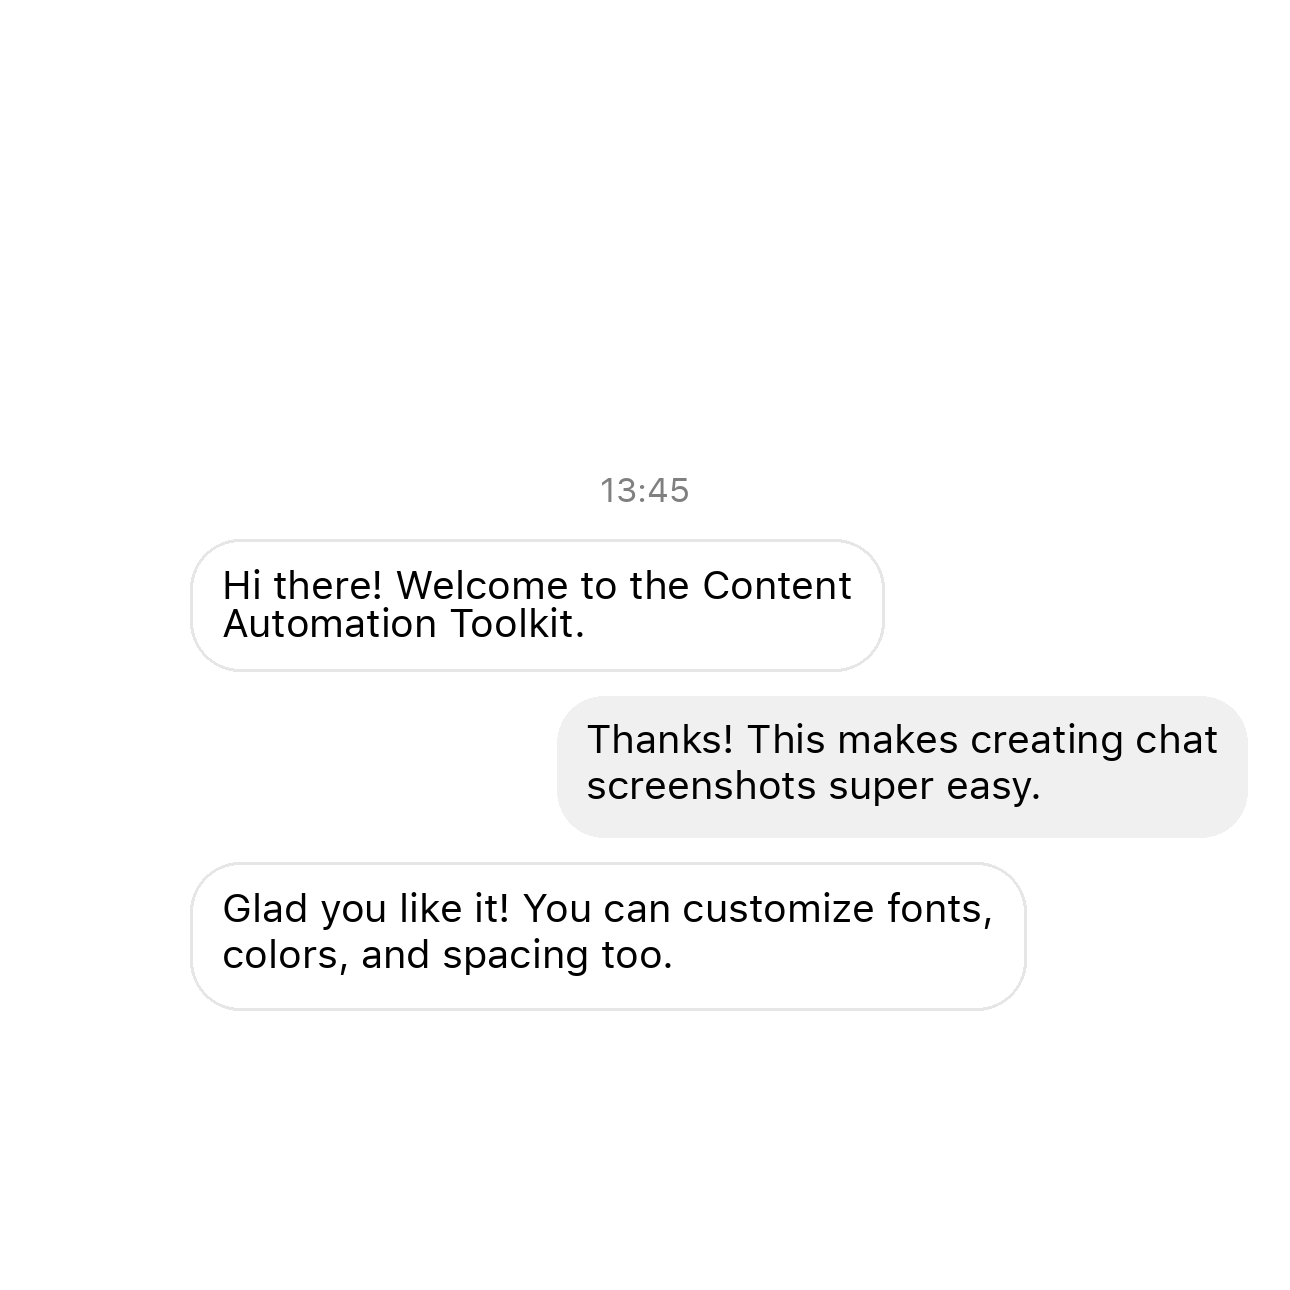 13:45
Hi there! Welcome to the Content
Automation Toolkit.
Thanks! This makes creating chat
screenshots super easy.
Glad you like it! You can customize fonts,
colors, and spacing too.